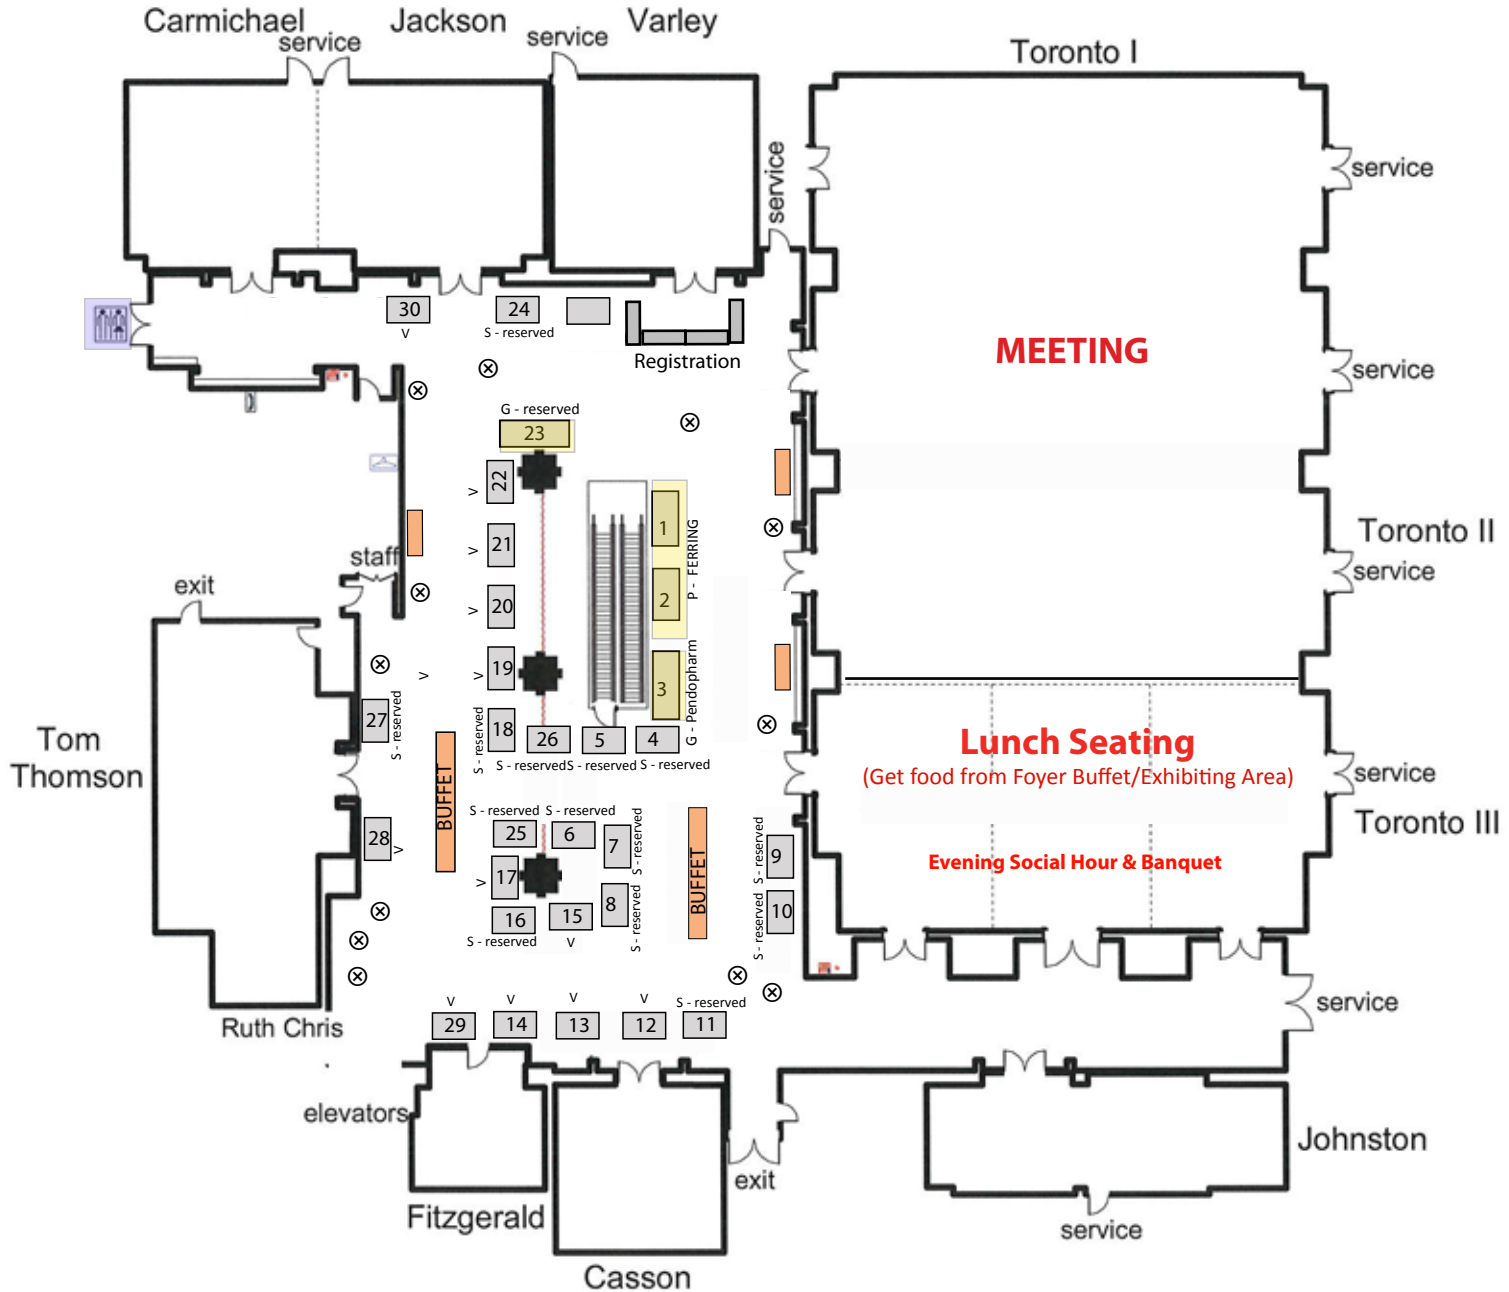 Carmichael
Jackson
Varley
service
service
Toronto I
service
service
30
V
24
S - reserved
Registration
MEETING
service
G - reserved
23
22
V
1
2
P - FERRING
21
V
Toronto II
service
staff
exit
20
V
19
V
V
3
G - Pendopharm
27
S - reserved
18
S - reserved
26
5
4
S - reserved
S - reserved
S - reserved
Tom
Thomson
Lunch Seating
(Get food from Foyer Buffet/Exhibiting Area)
service
Toronto III
BUFFET
28
V
S - reserved
S - reserved
25
6
7
S - reserved
17
V
8
S - reserved
16
S - reserved
15
V
BUFFET
9
S - reserved
10
S - reserved
Evening Social Hour & Banquet
V
V
V
V
S - reserved
29
14
13
12
11
service
Ruth Chris
elevators
Fitzgerald
Casson
exit
Johnston
service